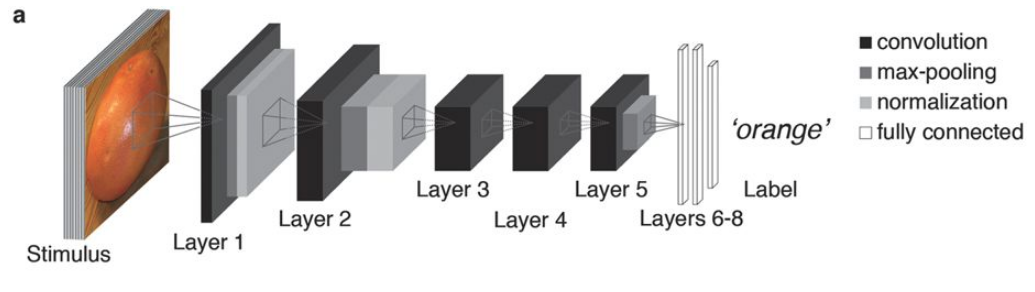 a
convolution
max-pooling
normalization
fully connected
'orange'
Layer 3
Layer 5
Label
Layer 2
Layer 4
Layers 6-8
Layer 1
Stimulus